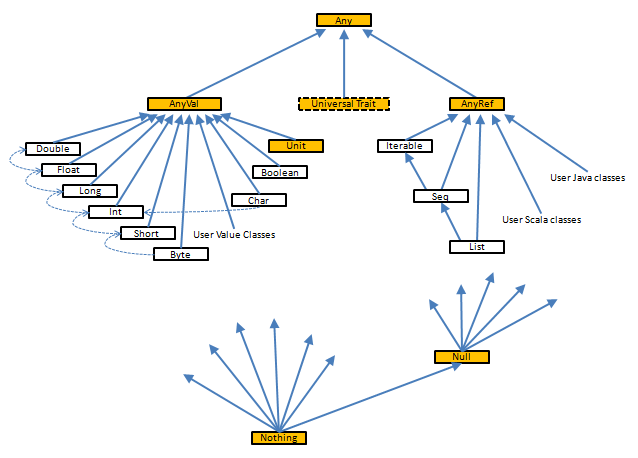 Any
AnyVal
Universal Trait
AnyRef
Double
Unit
Iterable
Float
Boolean
User Java classes
Long
Seq
Char
Int
User Scala classes
Short
User Value Classes
List
Byte
Null
Nothing